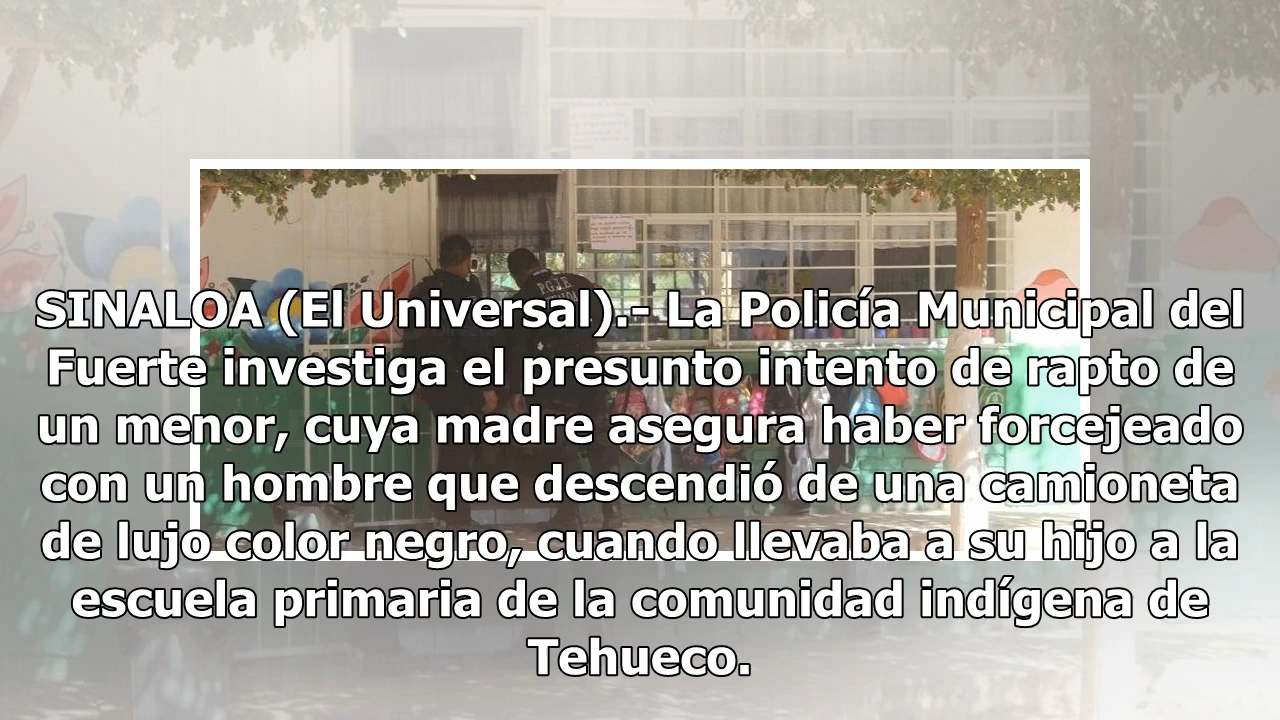 SINALOA (El Universal).- La Policía Municipal del
Fuerte investiga el presunto intento de rapto de
un menor, cuya madre asegura haber forcejeado
con un hombre que descendió de una camioneta
de lujo color negro, cuando llevaba a su hijo a la
escuela primaria de la comunidad indígena de
Tehueco.